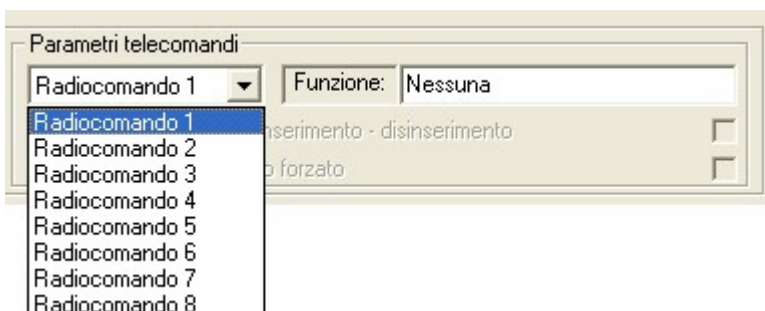 Parametri telecomandi
Radiocomando 1 Funzione: Nessuna
Radiocomando 1
nserimento - disinserimento
Radiocomando 2
Radiocomando 3
forzato
Radiocomando 4
Radiocomando 5
Radiocomando 6
Radiocomando 7
Radiocomando 8